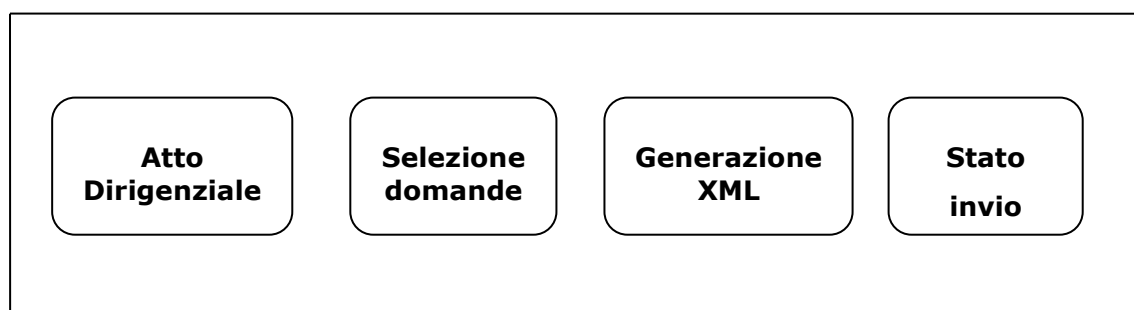 Atto
Dirigenziale
Selezione
domande
Generazione
XML
Stato
invio